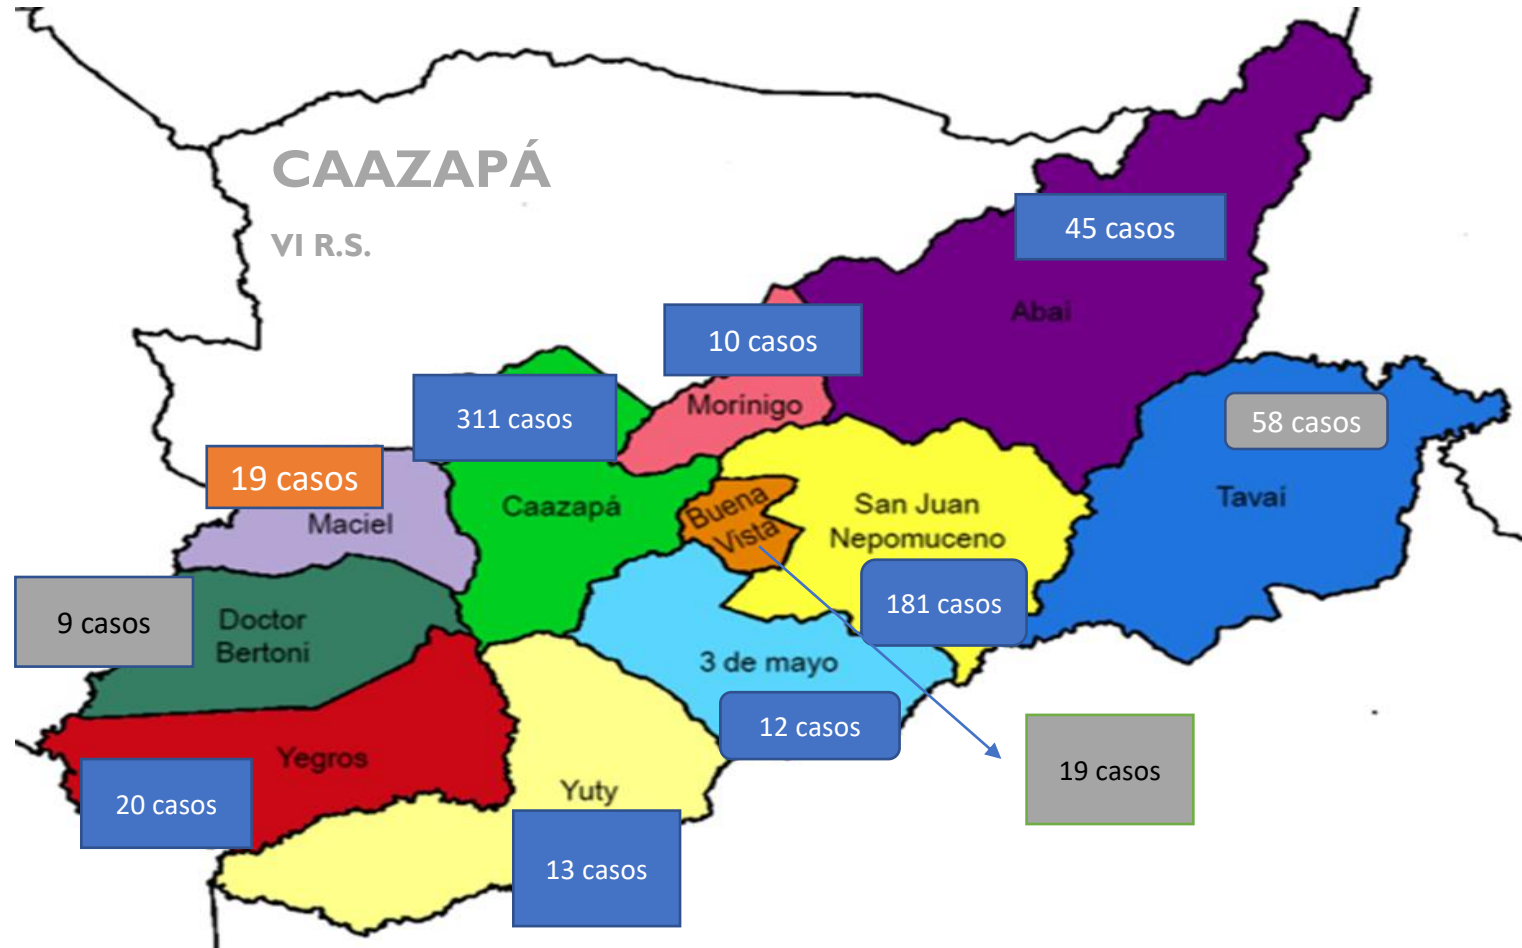 CAAZAPÁ
VI R.S.
45 casos
Abai
10 casos
Morinigo
311 casos
58 casos
19 casos
Maciel
Caazapá
Buena
Vista
San Juan
Nepomuceno
Tavai
9 casos
Doctor
Bertoni
181 casos
3 de mayo
12 casos
19 casos
Yegros
20 casos
Yuty
13 casos